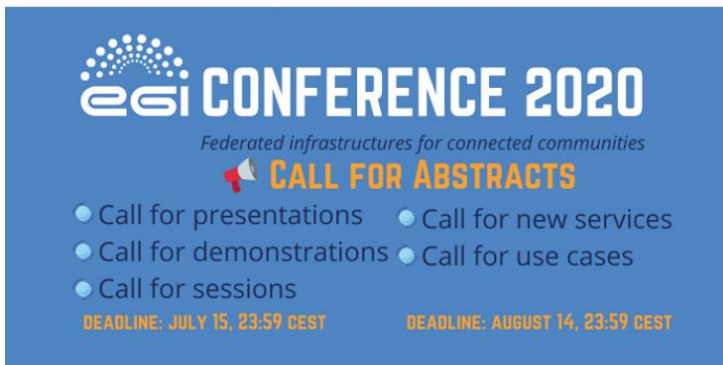 egi CONFERENCE 2020
Federated infrastructures for connected communities
CALL FOR ABSTRACTS
Call for presentations
Call for demonstrations
Call for sessions
DEADLINE: JULY 15, 23:59 CEST
Call for new services
Call for use cases
DEADLINE: AUGUST 14, 23:59 CEST